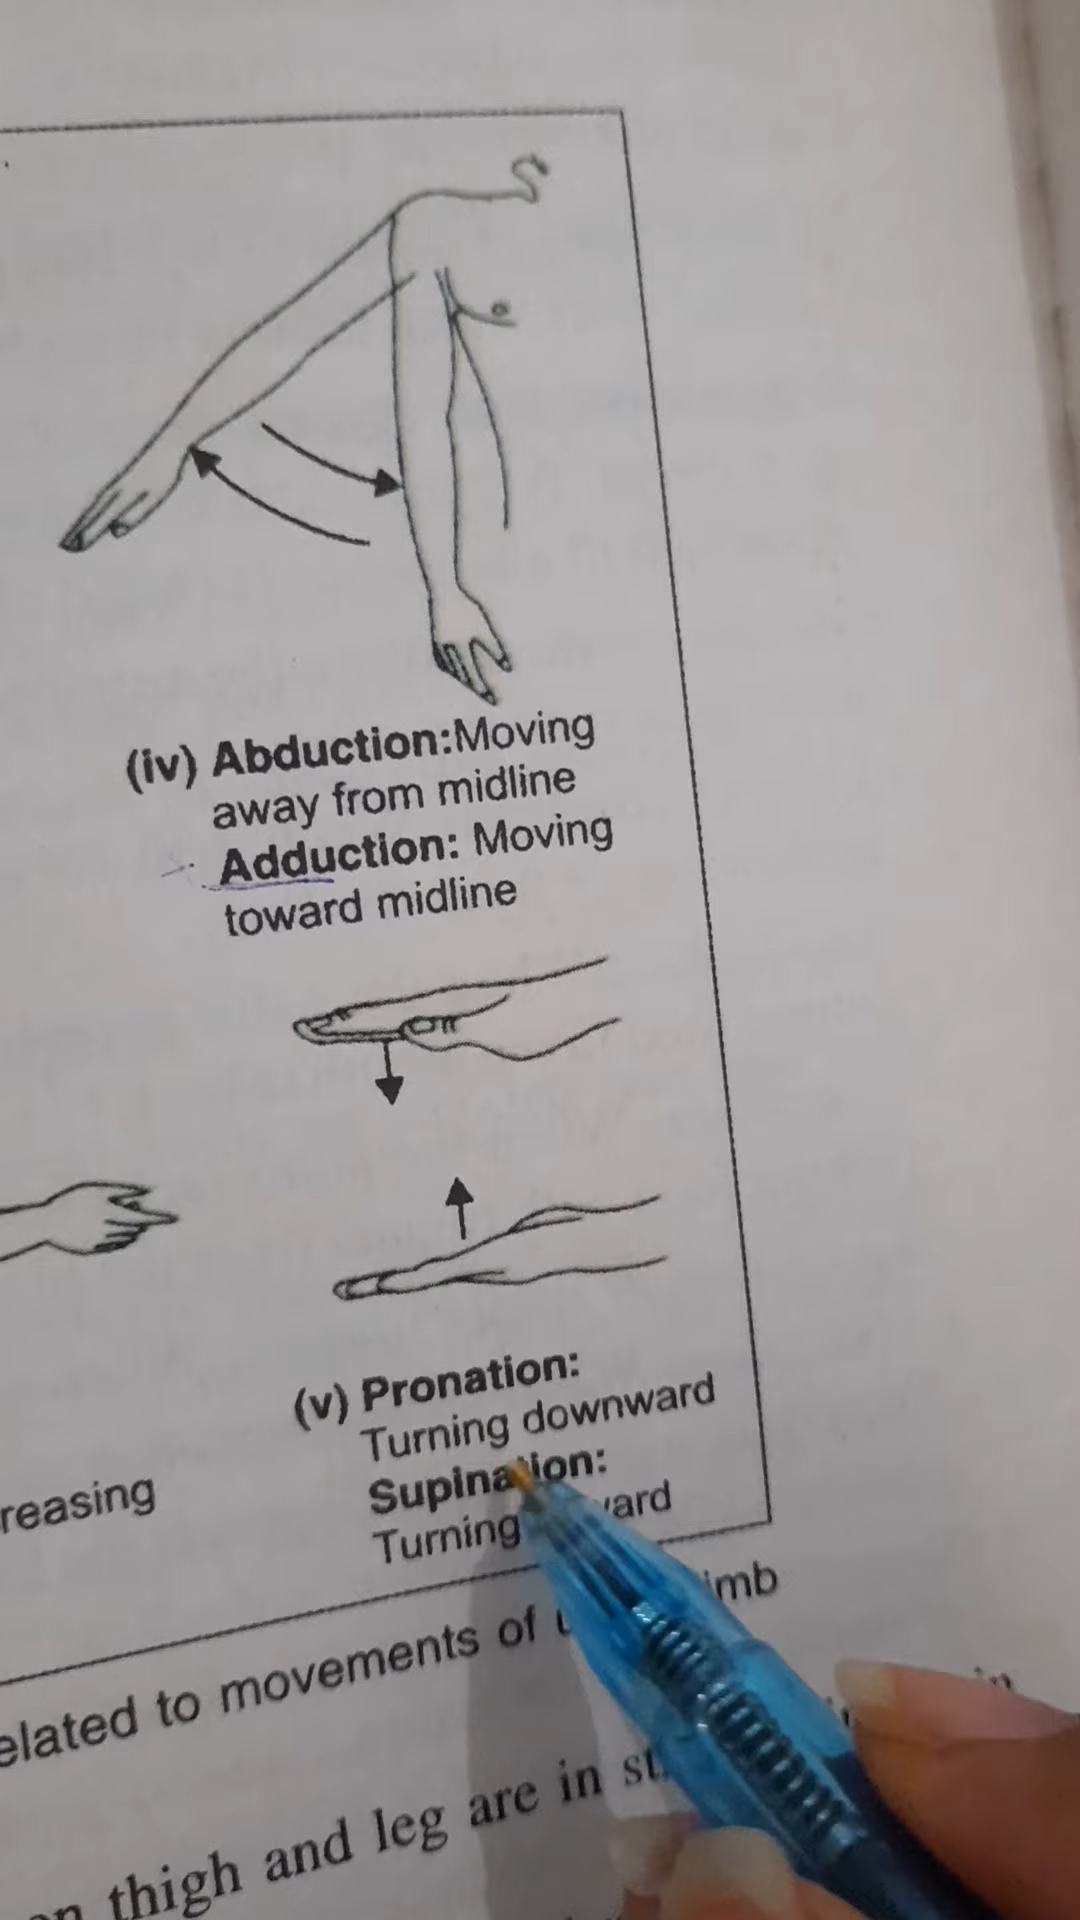 (iv) Abduction:Moving
away from midline
Adduction: Moving
toward midline
reasing
(v) Pronation:
Turning downward
Supination:
Turning
elated to movements of
thigh and leg are in